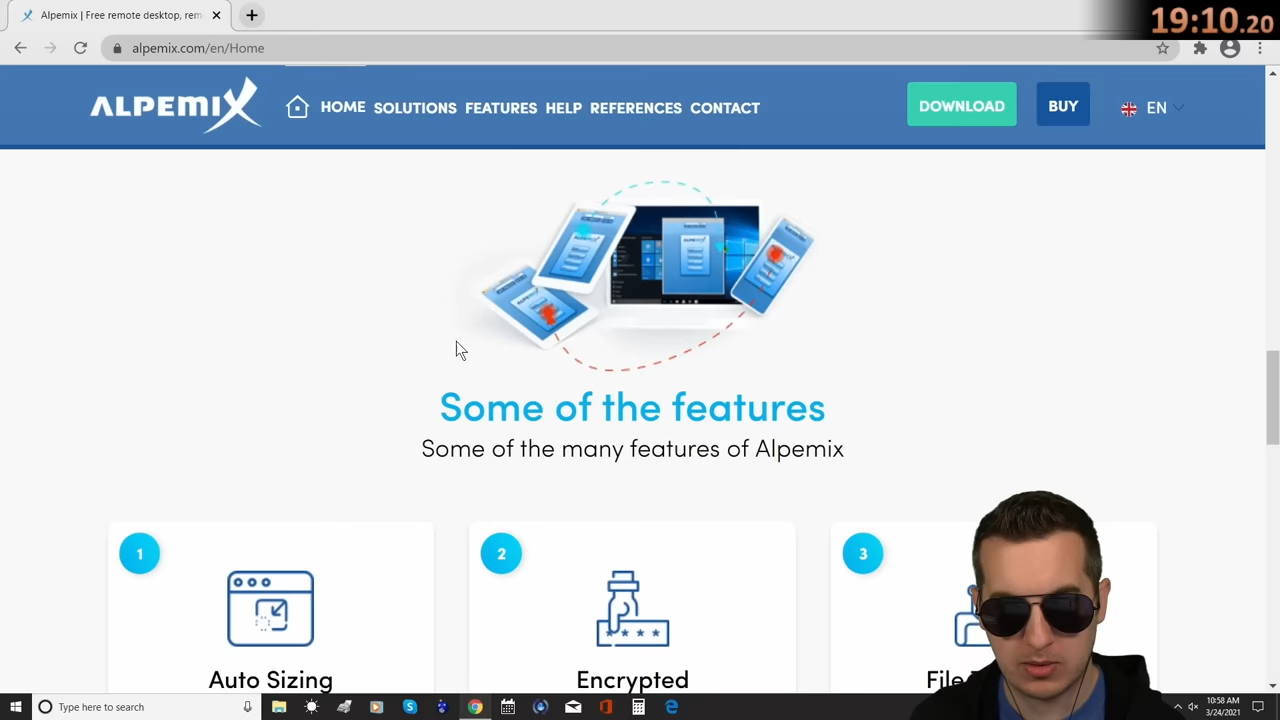 Alpemix | Free remote desktop, rem
19:10.20
alpemix.com/en/Home
ALPEMIX
HOME SOLUTIONS FEATURES HELP REFERENCES CONTACT
DOWNLOAD
BUY
EN
Some of the features
Some of the many features of Alpemix
1
2
3
Auto Sizing
Encrypted
File
Type here to search
10:58 AM
3/24/2021